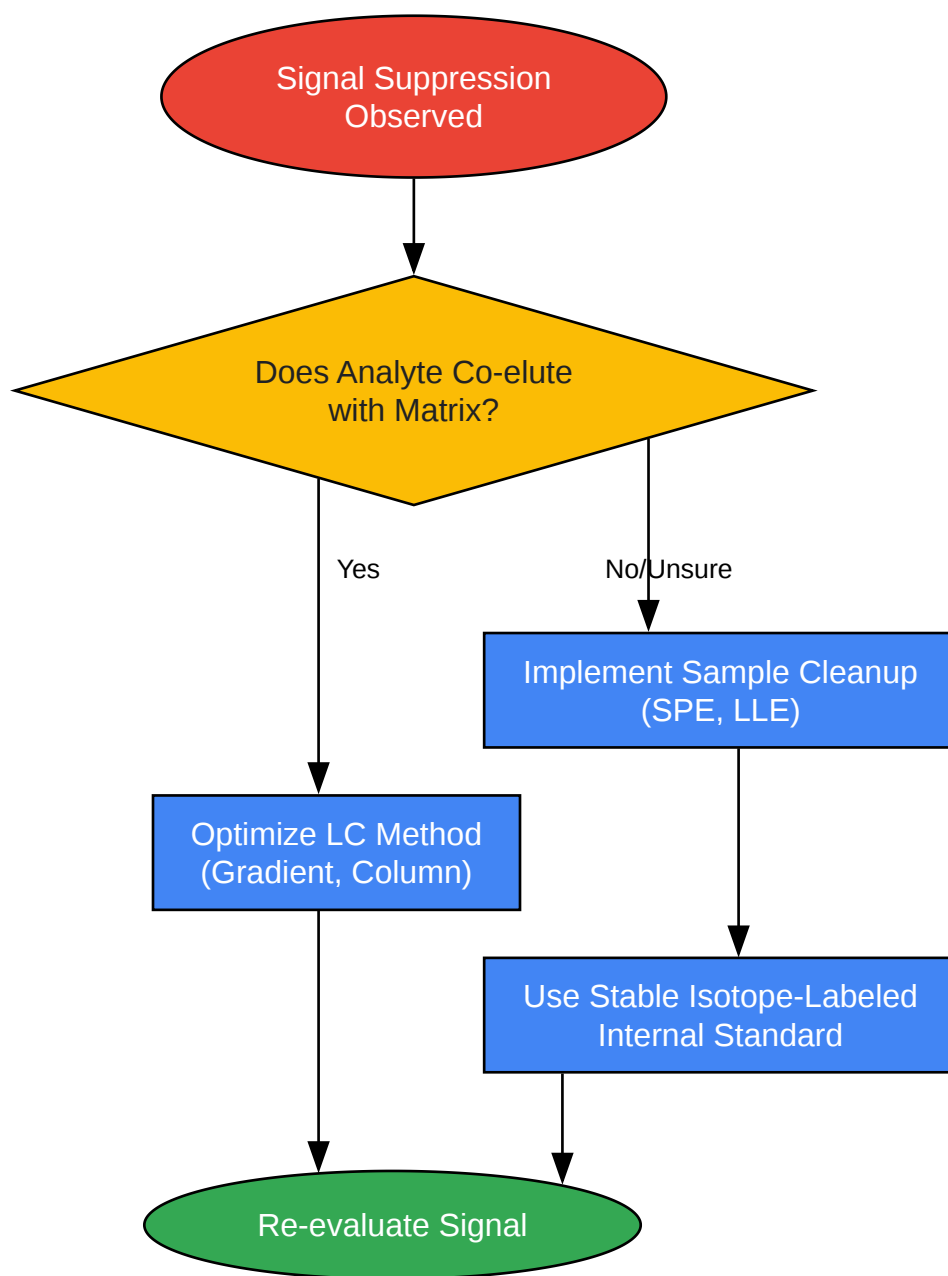 Signal Suppression
Observed
Does Analyte Co-elute
with Matrix?
Yes
No/Unsure
Implement Sample Cleanup
(SPE, LLE)
Optimize LC Method
(Gradient, Column)
Use Stable Isotope-Labeled
Internal Standard
Re-evaluate Signal